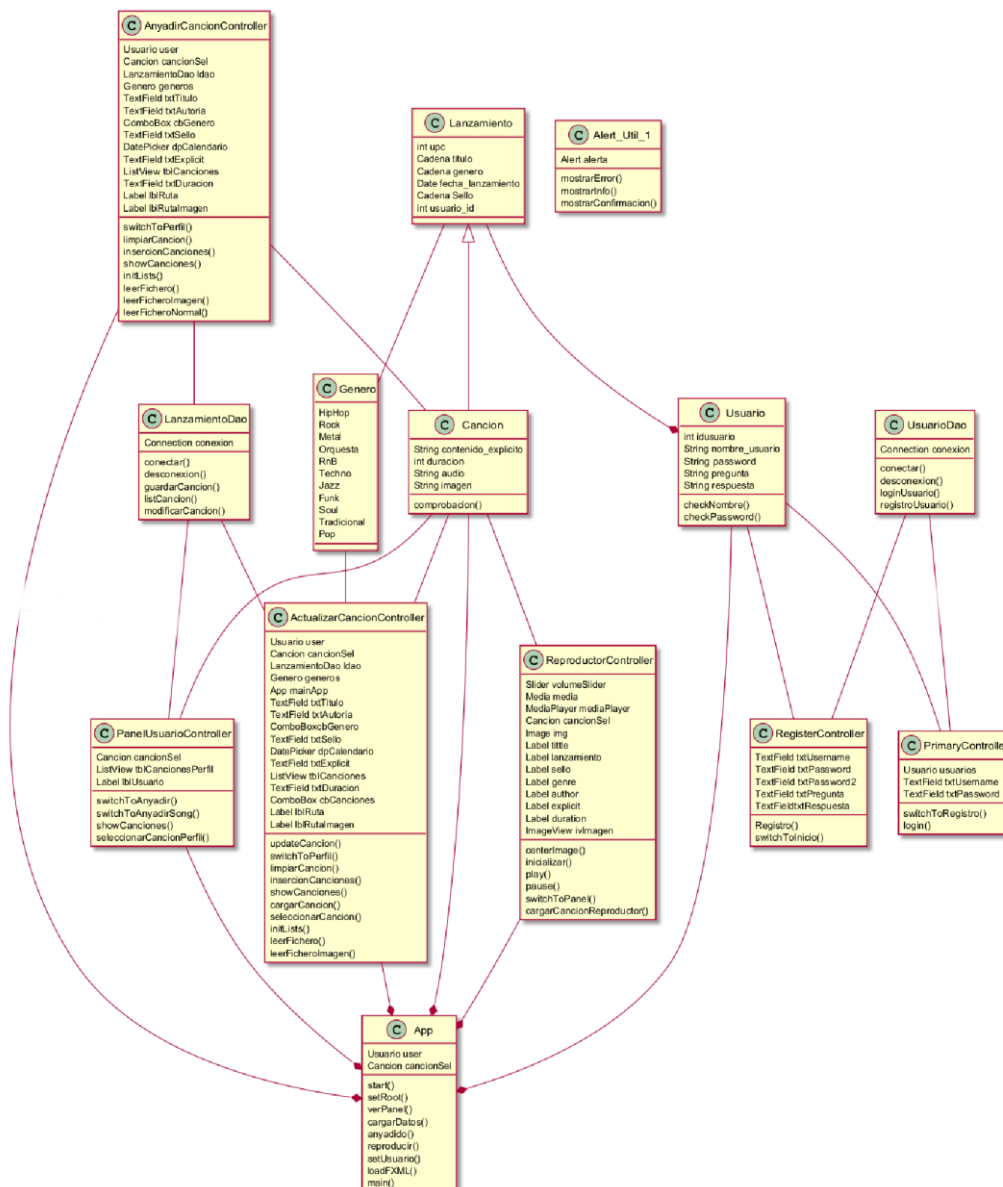 C AnyadirCancionController
Usuario user
Cancion cancionSel
LanzamientoDao ldao
Genero generos
TextField txtTitulo
TextField txtAutoria
ComboBox cbGenero
TextField txtSello
DatePicker dpCalendario
TextField txtExplicit
ListView tblCanciones
TextField txtDuracion
Label lblRuta
Label lblRutaImagen
switchToPerfil()
limpiarCancion()
insercionCanciones()
showCanciones()
initLists()
leerFichero()
leerFicheroImagen()
leerFicheroNormal()
C Lanzamiento
int upc
Cadena titulo
Cadena genero
Date fecha_lanzamiento
Cadena Sello
int usuario_id
C Alert_Util_1
Alert alerta
mostrarError()
mostrarInfo()
mostrarConfirmacion()
C LanzamientoDao
Connection conexion
conectar()
desconexion()
guardarCancion()
listCancion()
modificarCancion()
C Genero
HipHop
Rock
Metal
Orquesta
RnB
Techno
Jazz
Funk
Soul
Tradicional
Pop
C Cancion
String contenido_explicito
int duracion
String audio
String imagen
comprobacion()
C Usuario
int idusuario
String nombre_usuario
String password
String pregunta
String respuesta
checkNombre()
checkPassword()
C UsuarioDao
Connection conexion
conectar()
desconexion()
loginUsuario()
registroUsuario()
C PanelUsuarioController
Cancion cancionSel
ListView tblCancionesPerfil
Label lblUsuario
switchToAnyadir()
switchToAnyadirSong()
showCanciones()
seleccionarCancionPerfil()
C ActualizarCancionController
Usuario user
Cancion cancionSel
LanzamientoDao ldao
Genero generos
App mainApp
TextField txtTitulo
TextField txtAutoria
ComboBoxcbGenero
TextField txtSello
DatePicker dpCalendario
TextField txtExplicit
ListView tblCanciones
TextField txtDuracion
ComboBox cbCanciones
Label lblRuta
Label lblRutaImagen
updateCancion()
switchToPerfil()
limpiarCancion()
insercionCanciones()
showCanciones()
cargarCancion()
seleccionarCancion()
initLists()
leerFichero()
leerFicheroImagen()
C ReproductorController
Slider volumeSlider
Media media
MediaPlayer mediaPlayer
Cancion cancionSel
Image img
Label tittle
Label lanzamiento
Label sello
Label genre
Label author
Label explicit
Label duration
ImageView ivImagen
centerImage()
inicializar()
play()
pause()
switchToPanel()
cargarCancionReproductor()
C RegisterController
TextField txtUsername
TextField txtPassword
TextField txtPassword2
TextField txtPregunta
TextFieldtxtRespuesta
Registro()
switchToInicio()
C PrimaryController
Usuario usuarios
TextField txtUsername
TextField txtPassword
switchToRegistro()
login()
C App
Usuario user
Cancion cancionSel
start()
setRoot()
verPanel()
cargarDatos()
anyadido()
reproducir()
setUsuario()
loadFXML()
main()